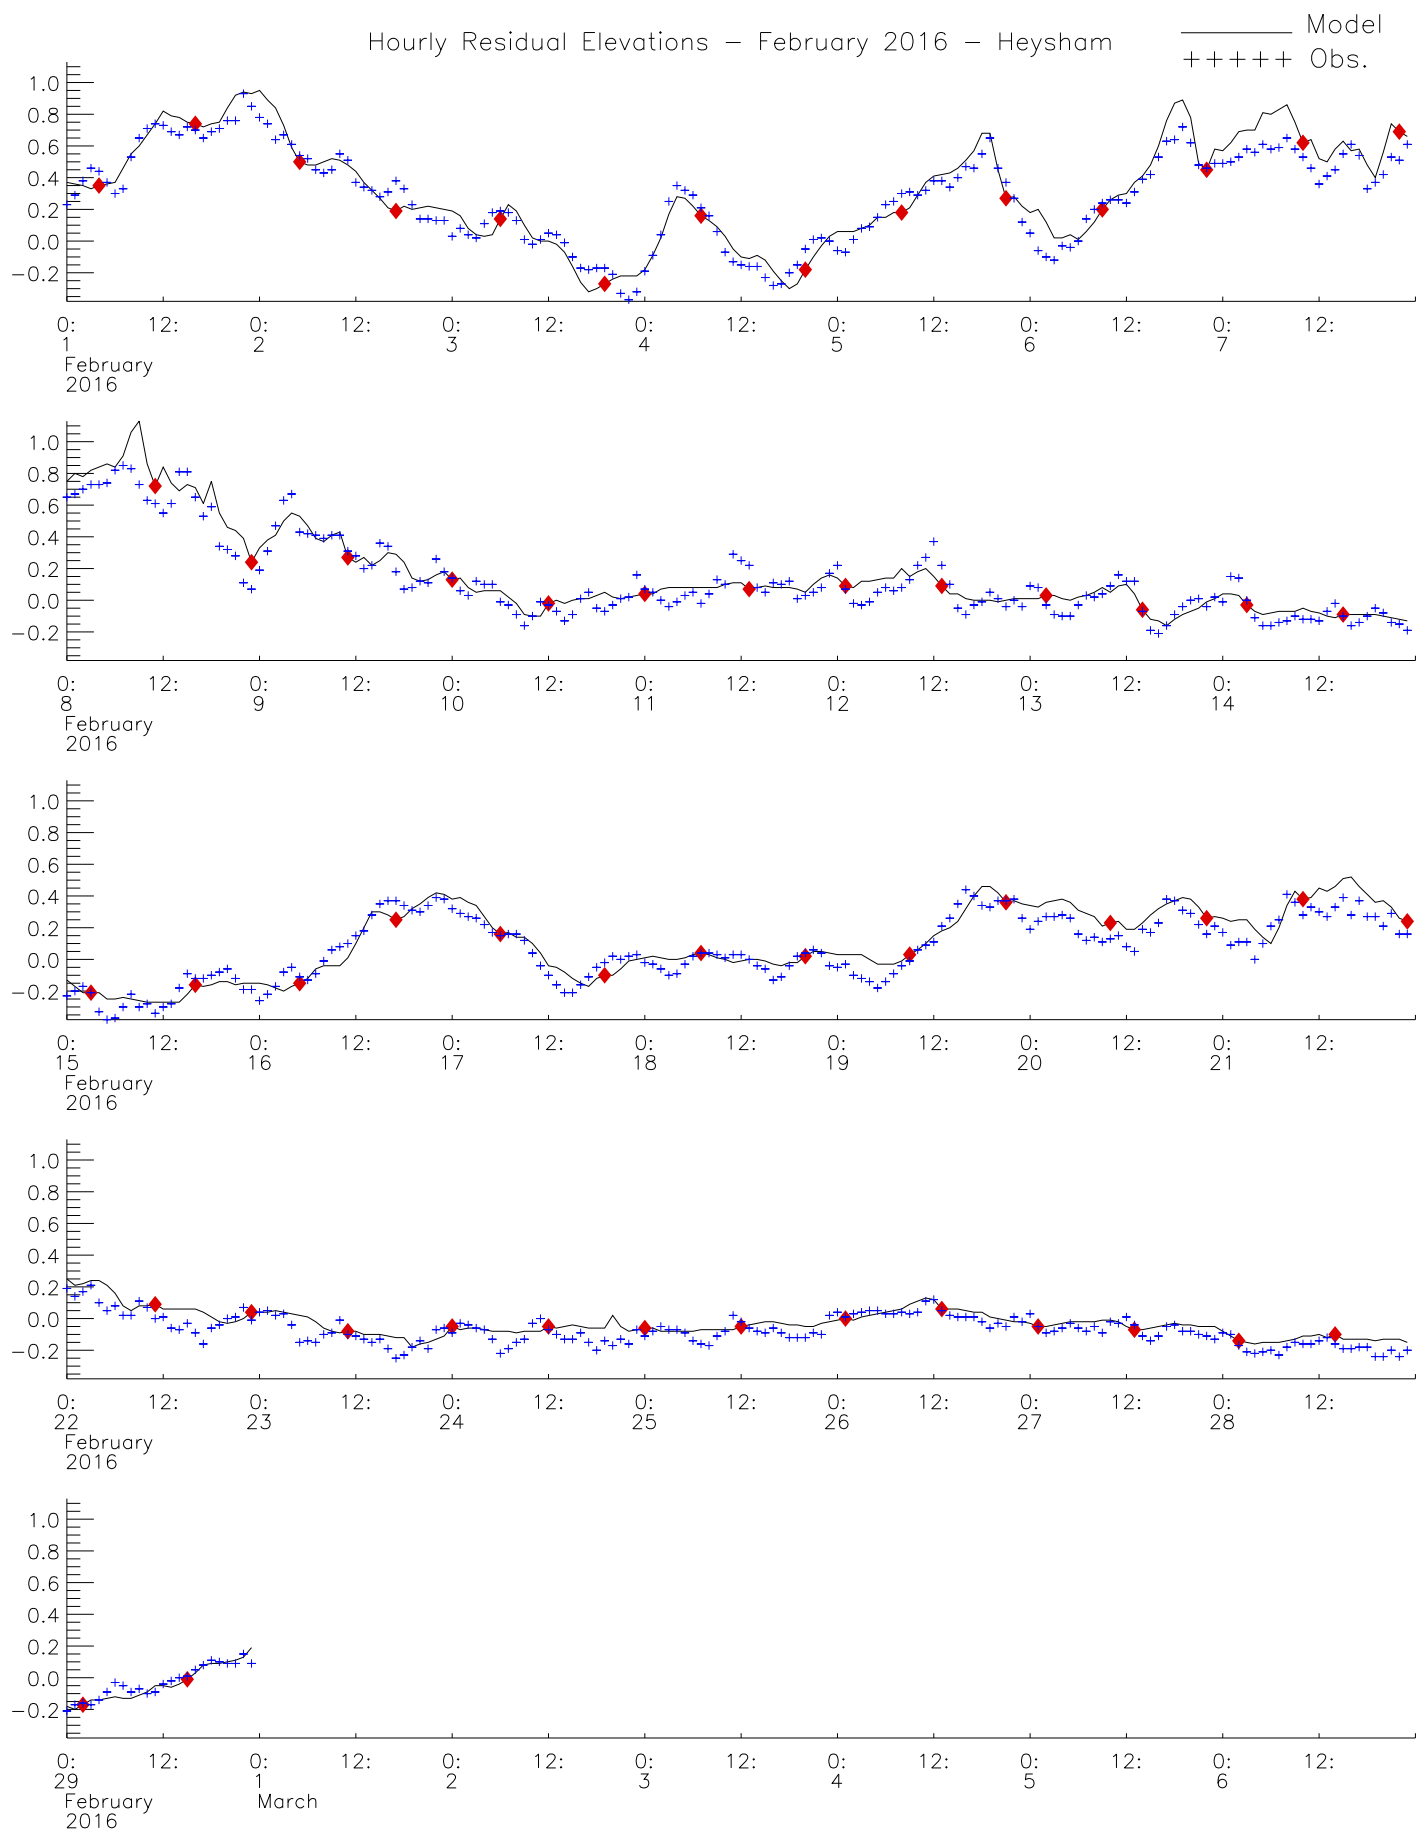 Hourly Residual Elevations – February 2016 – Heysham
Model
+++++ Obs.
1.0
0.8
0.6
0.4
0.2
0.0
−0.2
0: 12: 0: 12: 0: 12: 0: 12: 0: 12: 0: 12: 0: 12:
1 2 3 4 5 6 7
February
2016
1.0
0.8
0.6
0.4
0.2
0.0
−0.2
0: 12: 0: 12: 0: 12: 0: 12: 0: 12: 0: 12: 0: 12:
8 9 10 11 12 13 14
February
2016
1.0
0.8
0.6
0.4
0.2
0.0
−0.2
0: 12: 0: 12: 0: 12: 0: 12: 0: 12: 0: 12: 0: 12:
15 16 17 18 19 20 21
February
2016
1.0
0.8
0.6
0.4
0.2
0.0
−0.2
0: 12: 0: 12: 0: 12: 0: 12: 0: 12: 0: 12: 0: 12:
22 23 24 25 26 27 28
February
2016
1.0
0.8
0.6
0.4
0.2
0.0
−0.2
0: 12: 0: 12: 0: 12: 0: 12: 0: 12: 0: 12: 0: 12:
29 1 2 3 4 5 6
February March
2016